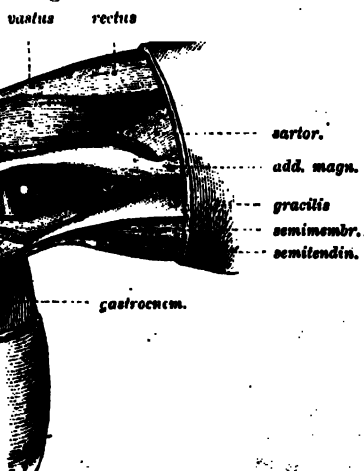 vastus rectus
sartor.
add. magn.
gracilis
semimembr.
semitendin.
gastrocnem.